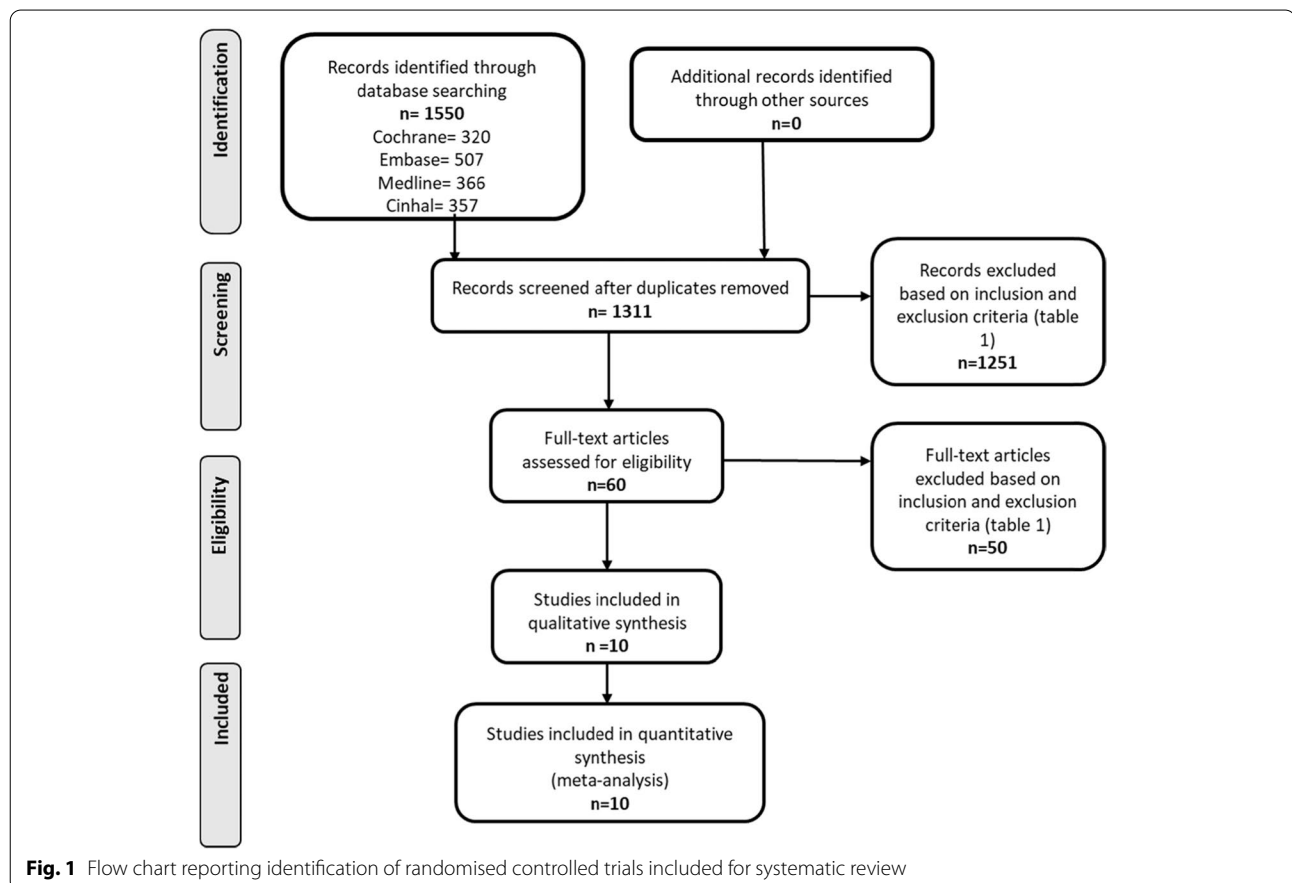 Identification
Records identified through
database searching
n= 1550
Cochrane= 320
Embase= 507
Medline= 366
Cinhal= 357
Additional records identified
through other sources
n=0
Screening
Records screened after duplicates removed
n= 1311
Records excluded
based on inclusion and
exclusion criteria (table
1)
n=1251
Eligibility
Full-text articles
assessed for eligibility
n=60
Full-text articles
excluded based on
inclusion and exclusion
criteria (table 1)
n=50
Studies included in
qualitative synthesis
n =10
Included
Studies included in quantitative
synthesis
(meta-analysis)
n=10
Fig. 1 Flow chart reporting identification of randomised controlled trials included for systematic review